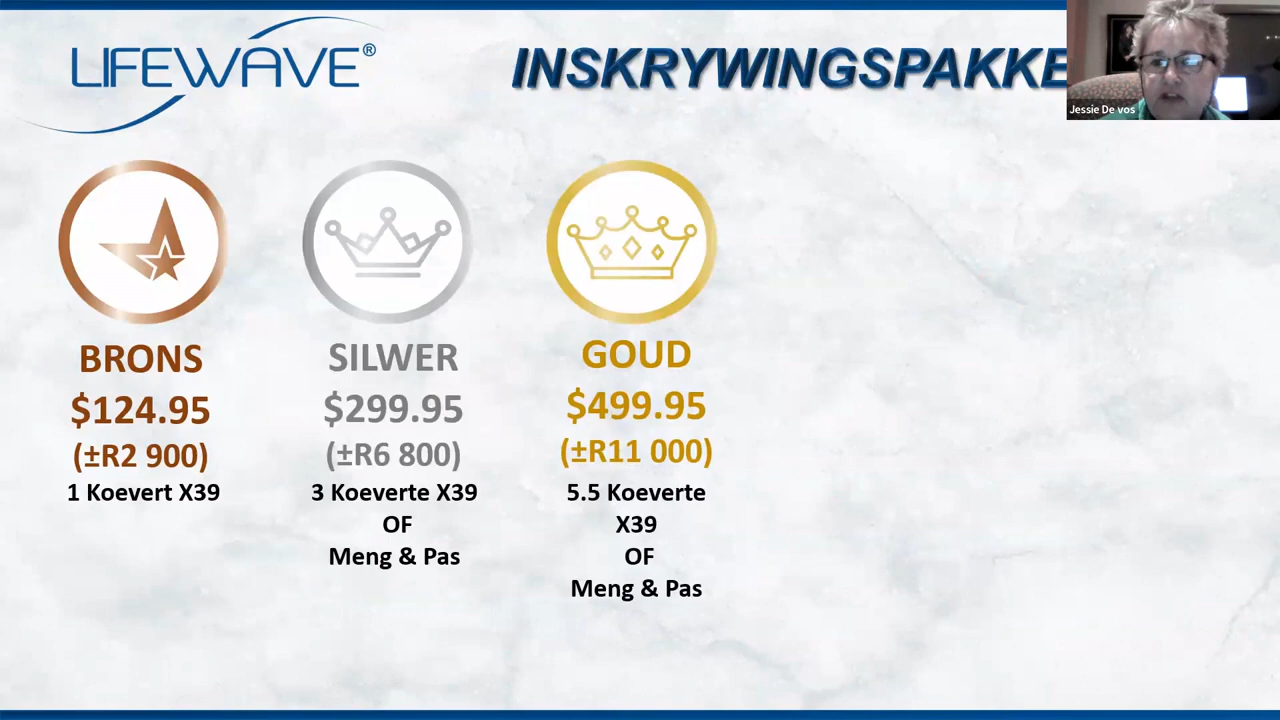 LIFEWAVE®
INSKRYWINGSPAKKE
Jessie De vos
BRONS
$124.95
(±R2 900)
1 Koevert X39
SILWER
$299.95
(±R6 800)
3 Koeverte X39
OF
Meng & Pas
GOUD
$499.95
(±R11 000)
5.5 Koeverte
X39
OF
Meng & Pas